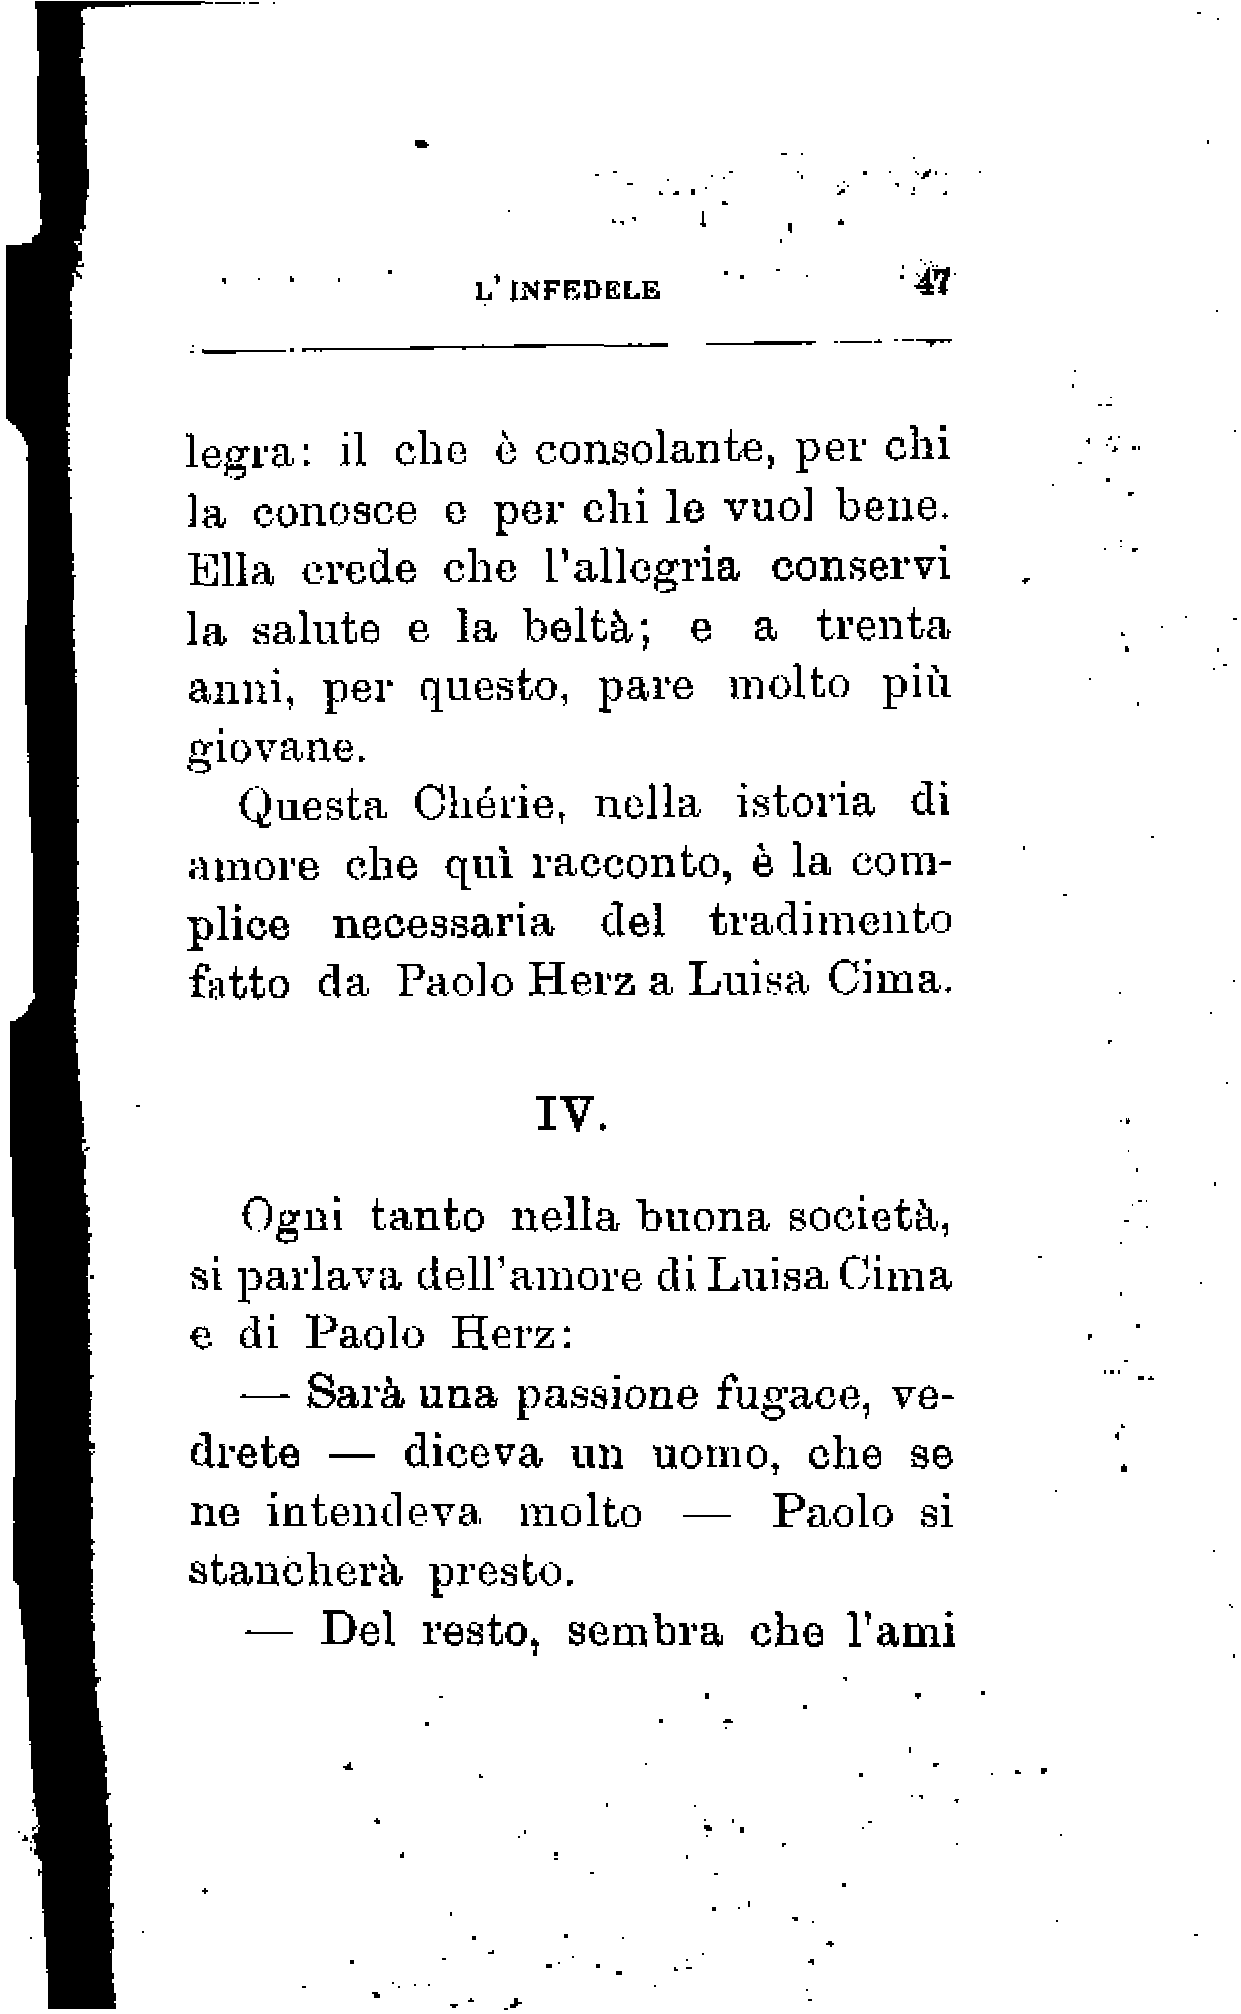 L' INFEDELE 47
legra: il che è consolante, per chi
la conosce e per chi le vuol bene.
Ella crede che l'allegria conservi
la salute e la beltà; e a trenta
anni, per questo, pare molto più
giovane.
Questa Chérie, nella istoria di
amore che quì racconto, è la com-
plice necessaria del tradimento
fatto da Paolo Herz a Luisa Cima.
IV.
Ogni tanto nella buona società,
si parlava dell'amore di Luisa Cima
e di Paolo Herz:
— Sarà una passione fugace, ve-
drete — diceva un uomo, che se
ne intendeva molto — Paolo si
stancherà presto.
— Del resto, sembra che l'ami